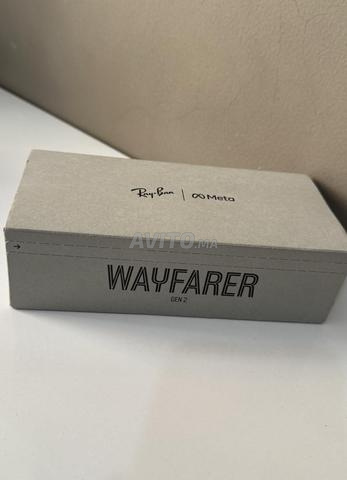 Ray-Ban | ∞ Meta
AVITO.MA
WAYFARER
GEN 2